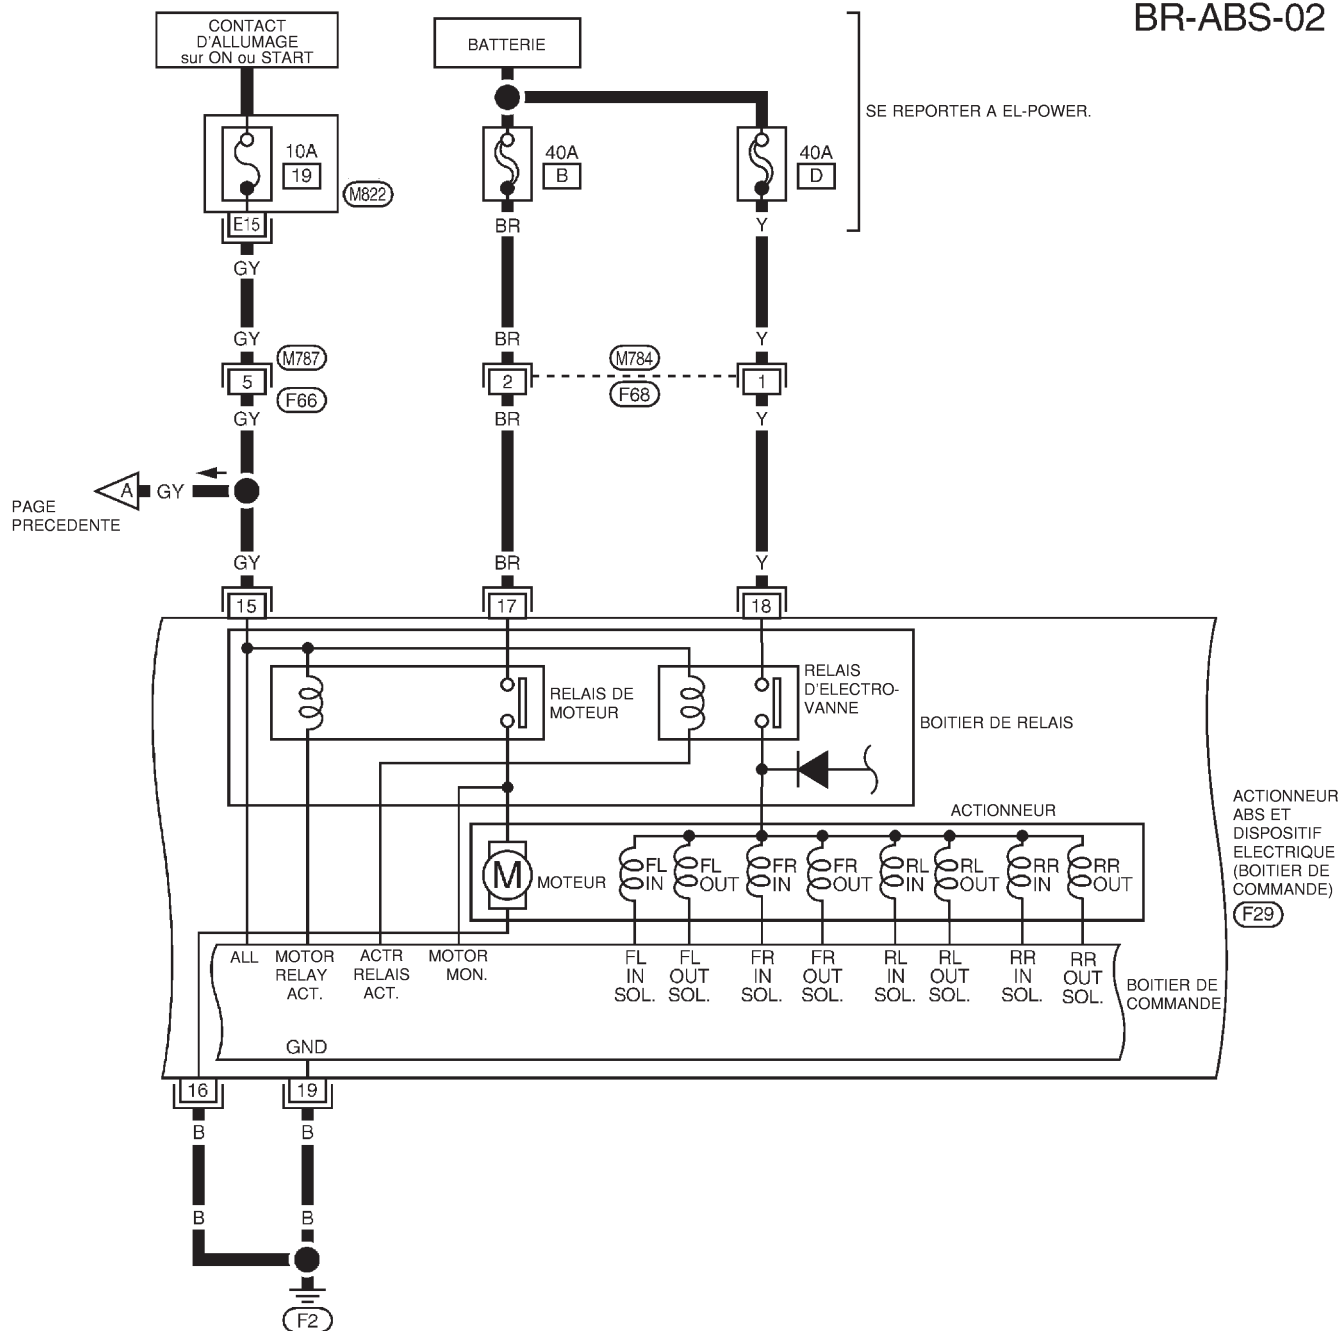 BR-ABS-02
CONTACT
D'ALLUMAGE
sur ON ou START
BATTERIE
SE REPORTER A EL-POWER.
10A
19
M822
40A
B
40A
D
E15
BR
Y
GY
GY
BR
Y
M787
M784
5
2
1
F66
F68
GY
BR
Y
A
GY
PAGE
PRECEDENTE
GY
BR
Y
15
17
18
RELAIS DE
MOTEUR
RELAIS
D'ELECTRO-
VANNE
BOITIER DE RELAIS
ACTIONNEUR
ACTIONNEUR
ABS ET
DISPOSITIF
ELECTRIQUE
(BOITIER DE
COMMANDE)
F29
M
MOTEUR
FL
IN
FL
OUT
FR
IN
FR
OUT
RL
IN
RL
OUT
RR
IN
RR
OUT
ALL
MOTOR
RELAY
ACT.
ACTR
RELAIS
ACT.
MOTOR
MON.
FL
IN
SOL.
FL
OUT
SOL.
FR
IN
SOL.
FR
OUT
SOL.
RL
IN
SOL.
RL
OUT
SOL.
RR
IN
SOL.
RR
OUT
SOL.
BOITIER DE
COMMANDE
GND
16
19
B
B
B
B
F2